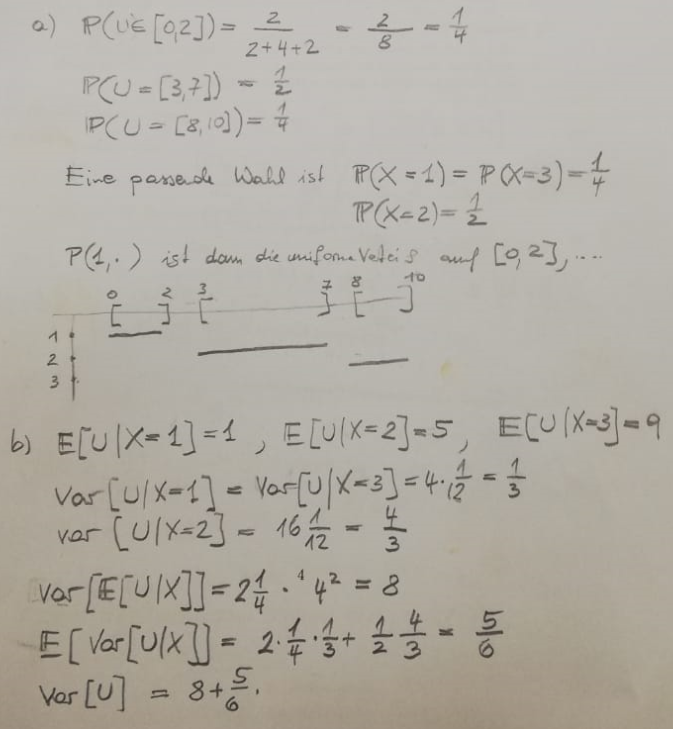 a) P(U∈[0,2]) = 2/(2+4+2) = 2/8 = 1/4
P(U=[3,7]) = 1/2
P(U=[8,10]) = 1/4
Eine passende Wahl ist P(X=1) = P(X=3) = 1/4
P(X=2) = 1/2
P(1,·) ist dann die uniforme auf [0,2], ....
0 2 3 7 8 10
[ ] [ ] [ ]
1
2
3
b) E[U|X=1]=1, E[U|X=2]=5, E[U|X=3]=9
Var[U|X=1] = Var[U|X=3] = 4·1/12 = 1/3
Var[U|X=2] = 16 1/12 = 4/3
Var[E[U|X]] = 2 1/4 · 4² = 8
E[Var[U|X]] = 2·1/4·1/3 + 1/2 4/3 = 5/6
Var[U] = 8+5/6.